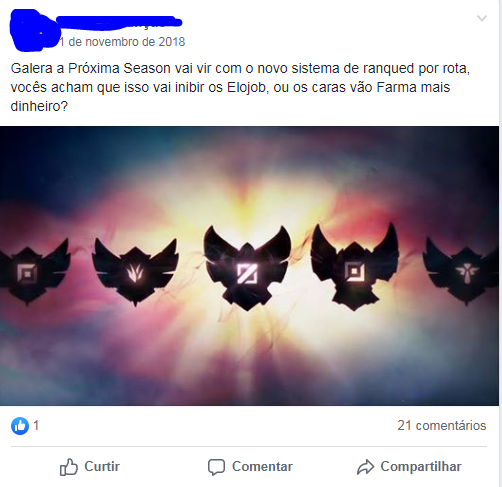 1 de novembro de 2018
Galera a Próxima Season vai vir com o novo sistema de ranqued por rota,
vocês acham que isso vai inibir os Elojob, ou os caras vão Farma mais
dinheiro?
1
21 comentários
Curtir
Comentar
Compartilhar